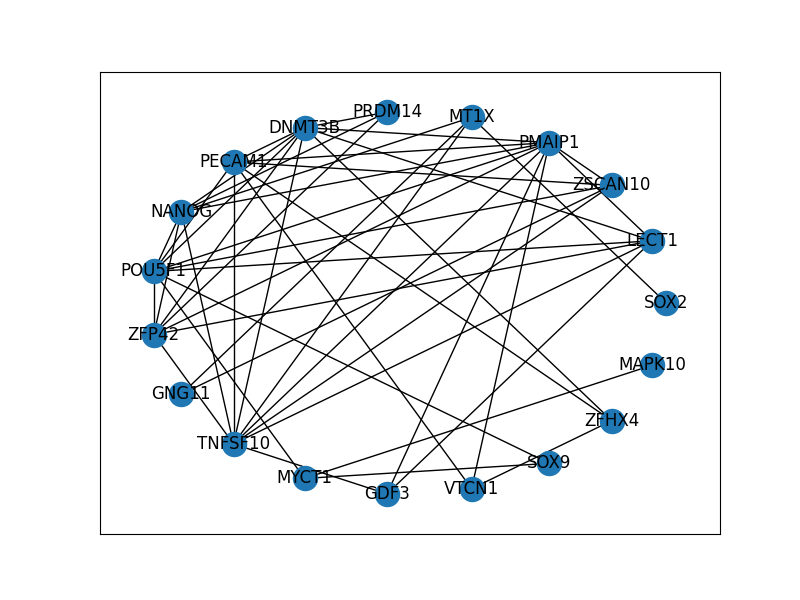 PRDM14
MT1X
DNMT3B
PMAIP1
PECAM1
ZSCAN10
NANOG
LECT1
POU5F1
SOX2
ZFP42
MAPK10
GNG11
ZFHX4
TNFSF10
SOX9
MYCT1
VTCN1
GDF3